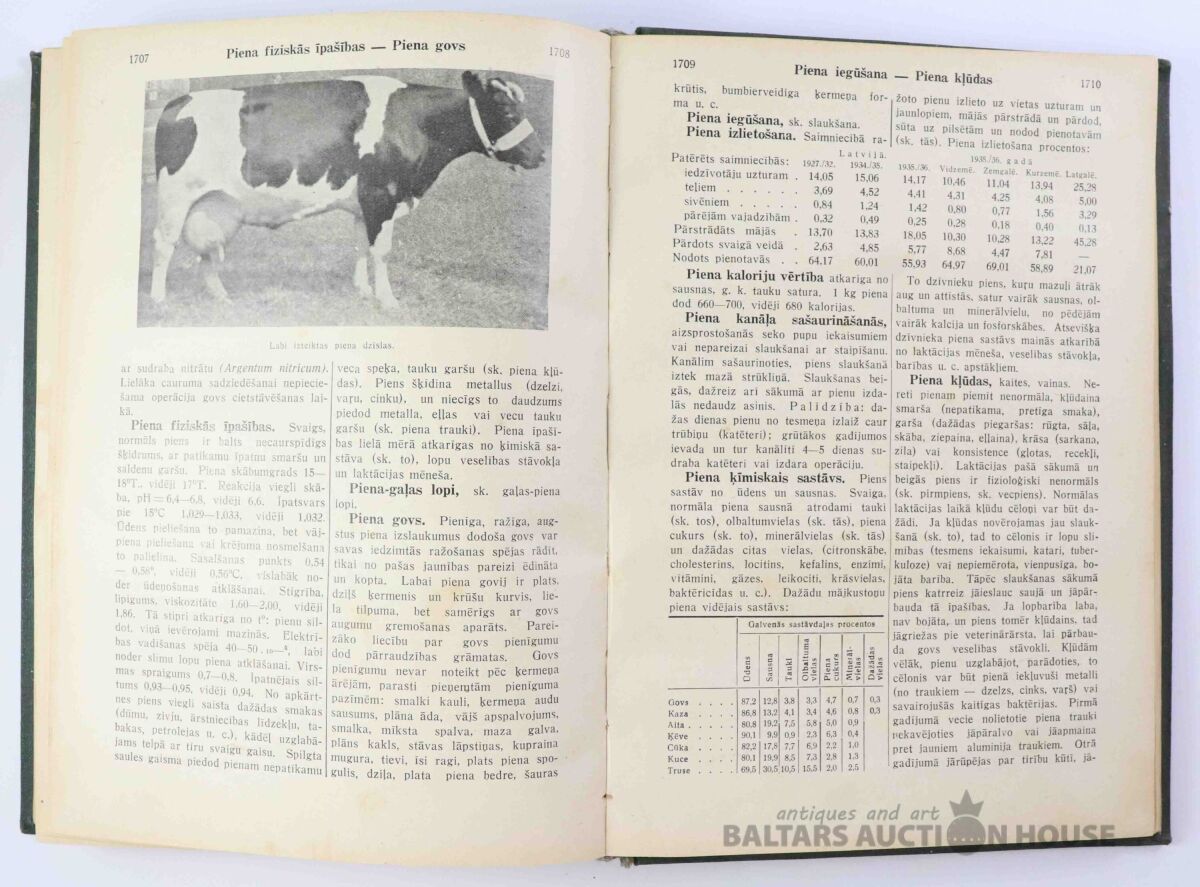 1707
Piena fiziskās īpašības — Piena govs
1708
Labi izteiktas piena dzīslas.
ar sudraba nitrātu (Argentum nitricum).
Lielāka cauruma sadziedēšanai nepiecie-
šama operācija govs cietstāvēšanas lai-
kā.
Piena fiziskās īpašības. Svaigs,
normāls piens ir balts necaurspīdīgs
šķidrums, ar patīkamu īpatnu smaršu un
saldenu garšu. Piena skābumgrads 15—
18°T., vidēji 17°T. Reakcija viegli skā-
ba, pH = 6,4—6,8, vidēji 6,6. Īpatsvars
pie 15°C 1,029—1,033, vidēji 1,032.
Ūdens pieliešana to pamazina, bet vāj-
piena pieliešana vai krējuma nosmelšana
to palielina. Sasalšanas punkts 0,54
— 0,58°, vidēji 0,56°C, vislabāk no-
der ūdeņošanas atklāšanai. Stīgrība,
lipīgums, viskozitāte 1,60—2,00, vidēji
1,86. Tā stipri atkarīga no t°: pienu sil-
dot, viņa ievērojami mazinās. Elektrī-
bas vadīšanas spēja 40—50 . 10—⁴, labi
noder slimu lopu piena atklāšanai. Virs-
mas spraigums 0,7—0,8. Īpatnējais sil-
tums 0,93—0,95, vidēji 0,94. No apkārt-
nes piens viegli saista dažādas smakas
(dūmu, zivju, ārstniecības līdzekļu, ta-
bakas, petrolejas u. c.), kādēļ uzglabā-
jams telpā ar tīru svaigu gaisu. Spilgta
saules gaisma piedod pienam nepatīkamu
veca speķa, tauku garšu (sk. piena kļū-
das). Piens šķīdina metallus (dzelzi,
vaŗu, cinku), un niecīgs to daudzums
piedod metalla, eļļas vai vecu tauku
garšu (sk. piena trauki). Piena īpašī-
bas lielā mērā atkarīgas no ķīmiskā sa-
stāva (sk. to), lopu veselības stāvokļa
un laktācijas mēneša.
Piena-gaļas lopi, sk. gaļas-piena
lopi.
Piena govs. Pienīga, ražīga, aug-
stus piena izslaukumus dodoša govs var
savas iedzimtās ražošanas spējas rādīt,
tikai no pašas jaunības pareizi ēdināta
un kopta. Labai piena govij ir plats,
dziļš ķermenis un krūšu kurvis, lie-
la tilpuma, bet samērīgs ar govs
augumu gremošanas aparāts. Parei-
zāko liecību par govs pienīgumu
dod pārraudzības grāmatas. Govs
pienīgumu nevar noteikt pēc ķermeņa
ārējām, parasti pieņemtām pienīguma
pazīmēm: smalki kauli, ķermeņa audu
sausums, plāna āda, vājš apspalvojums,
smalka, mīksta spalva, maza galva,
plāns kakls, stāvas lāpstiņas, kupraina
mugura, tievi, īsi ragi, plats piena spo-
gulis, dziļa, plata piena bedre, šauras
1709
Piena iegūšana — Piena kļūdas
1710
krūtis, bumbierveidīga ķermeņa for-
ma u. c.
Piena iegūšana, sk. slaukšana.
Piena izlietošana. Saimniecībā ra-
žoto pienu izlieto uz vietas uzturam un
jaunlopiem, mājās pārstrādā un pārdod,
sūta uz pilsētām un nodod pienotavām
(sk. tās). Piena izlietošana procentos:
Latvijā. 1935./36. gadā
Patērēts saimniecībās: 1927./32. 1934./35. 1935./36. Vidzemē. Zemgalē. Kurzemē. Latgalē.
iedzīvotāju uzturam . 14,05 15,06 14,17 10,46 11,04 13,94 25,28
teļiem . . . . . . 3,69 4,52 4,41 4,31 4,25 4,08 5,00
sivēniem . . . . . 0,84 1,24 1,42 0,80 0,77 1,56 3,29
pārējām vajadzībām . 0,32 0,49 0,25 0,28 0,18 0,40 0,13
Pārstrādāts mājās . 13,70 13,83 18,05 10,30 10,28 13,22 45,28
Pārdots svaigā veidā . 2,63 4,85 5,77 8,68 4,47 7,81 —
Nodots pienotavās . . 64,17 60,01 55,93 64,97 69,01 58,89 21,07
Piena kaloriju vērtība atkarīga no
sausnas, g. k. tauku satura. 1 kg piena
dod 660—700, vidēji 680 kalorijas.
Piena kanāļa sašaurināšanās,
aizsprostošanās seko pupu iekaisumiem
vai nepareizai slaukšanai ar staipīšanu.
Kanālim sašaurinoties, piens slaukšanā
iztek mazā strūkliņā. Slaukšanas bei-
gās, dažreiz arī sākumā ar pienu izda-
lās nedaudz asinis. Palīdzība: da-
žas dienas pienu no tesmeņa izlaiž caur
trūbiņu (katēteri); grūtākos gadījumos
ievada un tur kanālītī 4—5 dienas su-
draba katēteri vai izdara operāciju.
Piena ķīmiskais sastāvs. Piens
sastāv no ūdens un sausnas. Svaiga,
normāla piena sausnā atrodami tauki
(sk. tos), olbaltumvielas (sk. tās), piena
cukurs (sk. to), minerālvielas (sk. tās)
un dažādas citas vielas, (citronskābe,
cholesterins, locitīns, kefalins, enzimi,
vitāmini, gāzes, leikociti, krāsvielas,
baktēricidas u. c.). Dažādu mājkustoņu
piena vidējais sastāvs:
Galvenās sastāvdaļas procentos
Ūdens Sausna Tauki Olbaltuma vielas Piena cukurs Minerāl- vielas Dažādas vielas
Govs . . . . 87,2 12,8 3,8 3,3 4,7 0,7 0,3
Kaza . . . . 86,8 13,2 4,1 3,4 4,6 0,8 0,3
Aita . . . . 80,8 19,2 7,5 5,8 5,0 0,9
Ķēve . . . . 90,1 9,9 0,9 2,3 6,3 0,4
Cūka . . . . 82,2 17,8 7,7 6,9 2,2 1,0
Kuce . . . . 80,1 19,9 8,5 7,3 2,8 1,3
Truse . . . . 69,5 30,5 10,5 15,5 2,0 2,5
To dzīvnieku piens, kuŗu mazuļi ātrāk
aug un attīstās, satur vairāk sausnas, ol-
baltuma un minerālvielu, no pēdējām
vairāk kalcija un fosforskābes. Atsevišķa
dzīvnieka piena sastāvs mainās atkarībā
no laktācijas mēneša, veselības stāvokļa,
barības u. c. apstākļiem.
Piena kļūdas, kaites, vainas. Ne-
reti pienam piemīt nenormāla, kļūdaina
smarša (nepatīkama, pretīga smaka),
garša (dažādas piegaršas: rūgta, sāļa,
skāba, ziepaina, eļļaina), krāsa (sarkana,
zila) vai konsistence (glotas, recekļi,
staipekļi). Laktācijas pašā sākumā un
beigās piens ir fizioloģiski nenormāls
(sk. pirmpiens, sk. vecpiens). Normālas
normālas laktācijas laikā kļūdu cēloņi var būt da-
žādi. Ja kļūdas novērojamas jau slauk-
šanā (sk. to), tad to cēlonis ir lopu sli-
mības (tesmens iekaisumi, katari, tuber-
kuloze) vai nepiemērota, vienpusīga, bo-
jāta barība. Tāpēc slaukšanas sākumā
piens katrreiz jāieslauc saujā un jāpār-
bauda tā īpašības. Ja lopbarība laba,
nav bojāta, un piens tomēr kļūdains, tad
jāgriežas pie veterinārārsta, lai pārbau-
da govs veselības stāvokli. Kļūdām
vēlāk, pienu uzglabājot, parādoties, to
cēlonis var būt pienā iekļuvuši metalli
(no traukiem — dzelzs, cinks, vaŗš) vai
savairojušās kaitīgas baktērijas. Pirmā
gadījumā vecie nolietotie piena trauki
nekavējoties jāpāralvo vai jāapmaina
pret jauniem aluminija traukiem. Otrā
gadījumā jārūpējas par tīrību kūtī, jā-
antiques and art
BALTARS AUCTION HOUSE